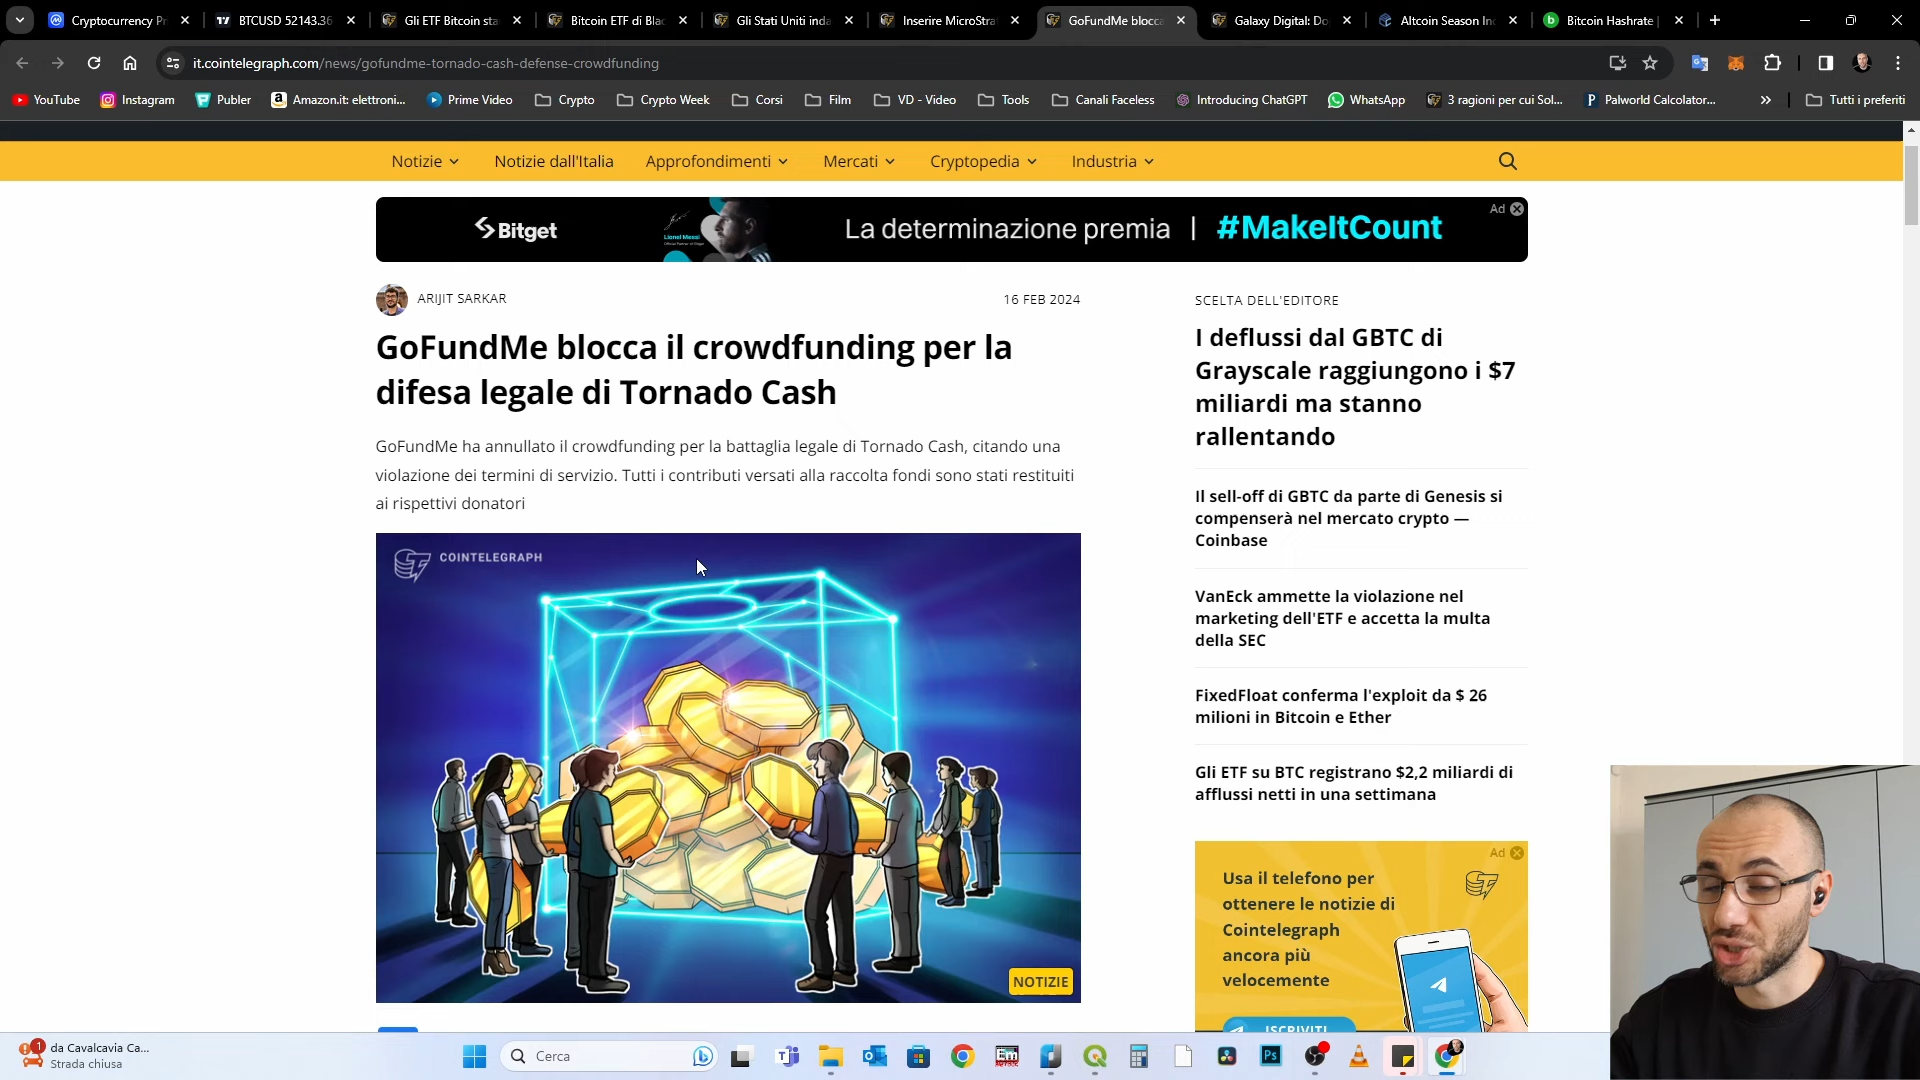 Cryptocurrency Pr
BTCUSD 52143.36
Gli ETF Bitcoin sta
Bitcoin ETF di Bla
Gli Stati Uniti inda
Inserire MicroStra
GoFundMe blocca
Galaxy Digital: Do
Altcoin Season In
Bitcoin Hashrate
it.cointelegraph.com/news/gofundme-tornado-cash-defense-crowdfunding
YouTube
Instagram
Publer
Amazon.it: elettroni...
Prime Video
Crypto
Crypto Week
Corsi
Film
VD - Video
Tools
Canali Faceless
Introducing ChatGPT
WhatsApp
3 ragioni per cui Sol...
Palworld Calcolator...
Tutti i preferiti
Notizie
Notizie dall'Italia
Approfondimenti
Mercati
Cryptopedia
Industria
Bitget
Lionel Messi
La determinazione premia | #MakeItCount
Ad
ARIJIT SARKAR
16 FEB 2024
GoFundMe blocca il crowdfunding per la
difesa legale di Tornado Cash
GoFundMe ha annullato il crowdfunding per la battaglia legale di Tornado Cash, citando una
violazione dei termini di servizio. Tutti i contributi versati alla raccolta fondi sono stati restituiti
ai rispettivi donatori
COINTELEGRAPH
NOTIZIE
SCELTA DELL'EDITORE
I deflussi dal GBTC di
Grayscale raggiungono i $7
miliardi ma stanno
rallentando
Il sell-off di GBTC da parte di Genesis si
compenserà nel mercato crypto —
Coinbase
VanEck ammette la violazione nel
marketing dell'ETF e accetta la multa
della SEC
FixedFloat conferma l'exploit da $ 26
milioni in Bitcoin e Ether
Gli ETF su BTC registrano $2,2 miliardi di
afflussi netti in una settimana
Ad
Usa il telefono per
ottenere le notizie di
Cointelegraph
ancora più
velocemente
ISCRIVITI
1
da Cavalcavia Ca...
Strada chiusa
Cerca
Ps